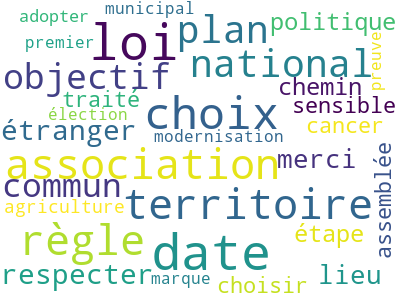 adopter municipal
loi plan politique
premier national preuve
objectif chemin
traité sensible
élection choix
étranger modernisation cancer
association merci assemblée
commun territoire
agriculture
règle date étape
respecter marque lieu
choisir